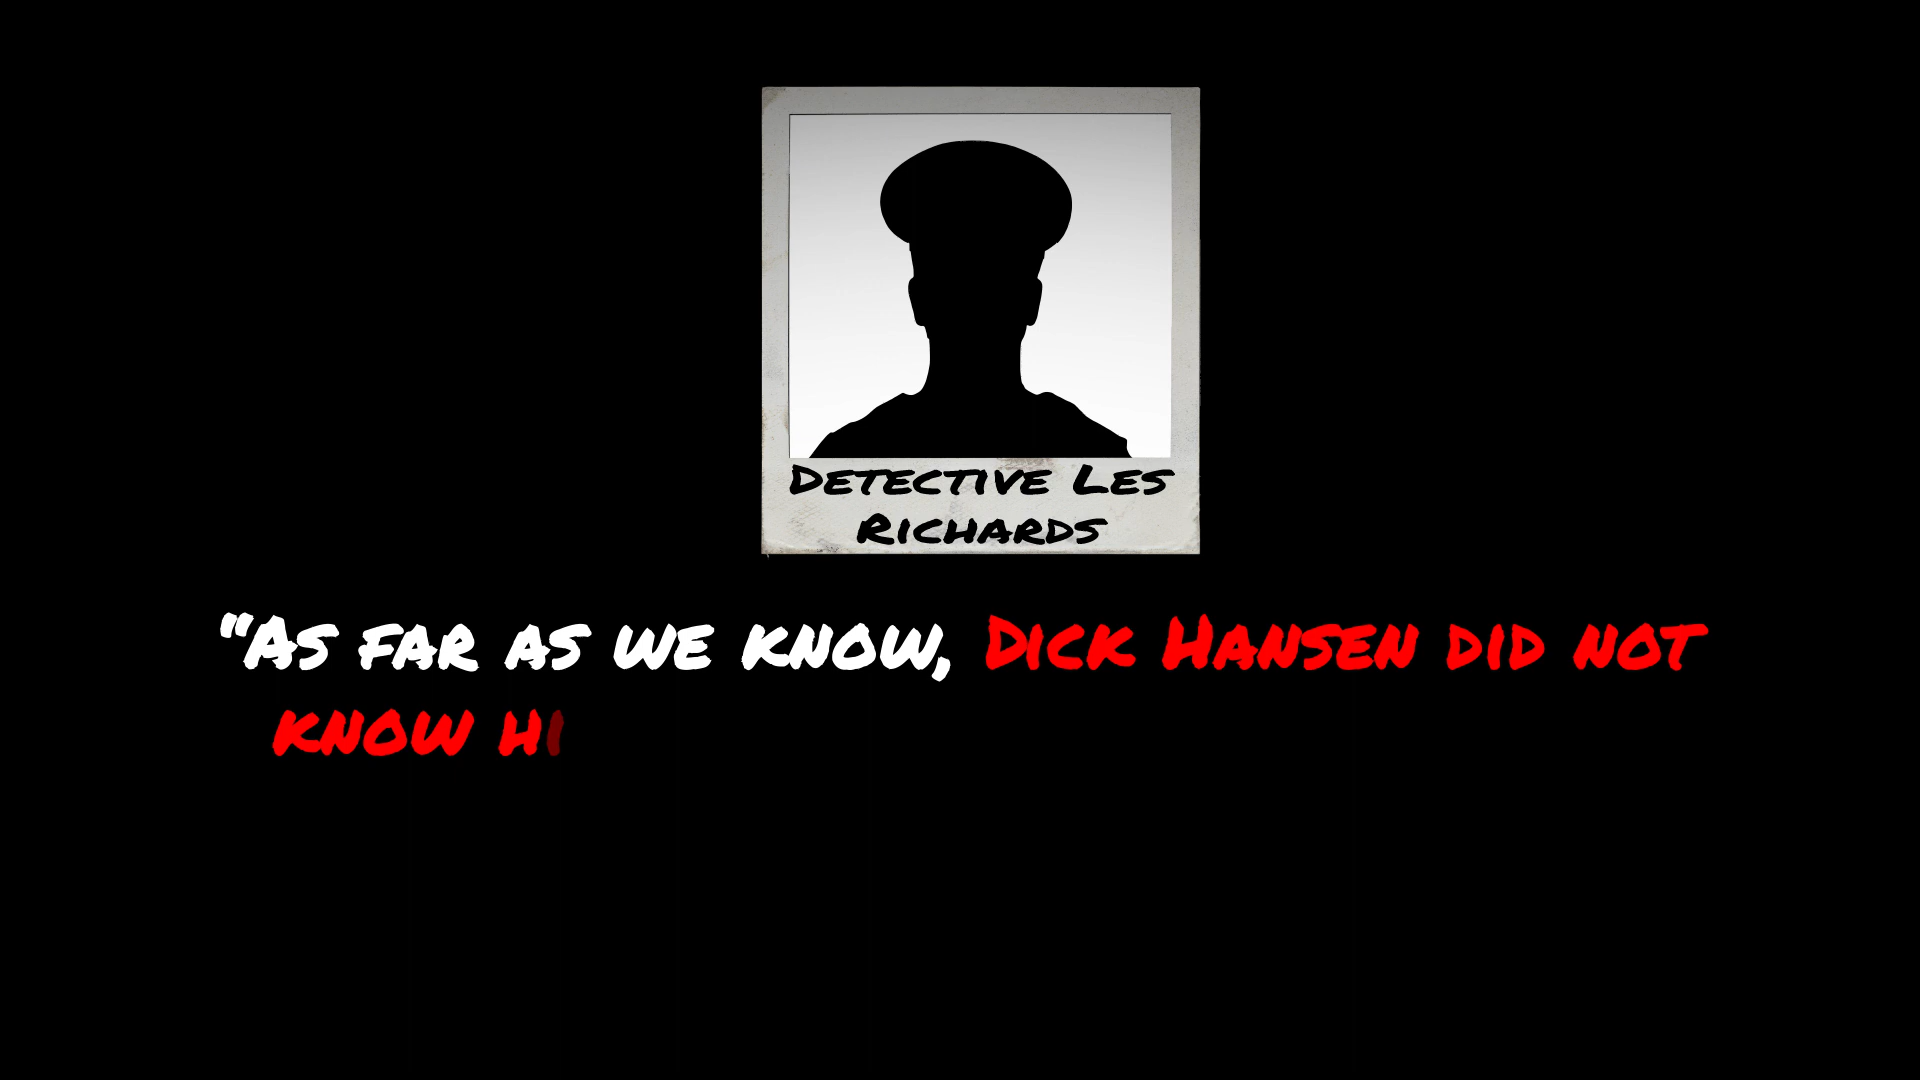 Detective Les
Richards
“As far as we know, Dick Hansen did not
know hi